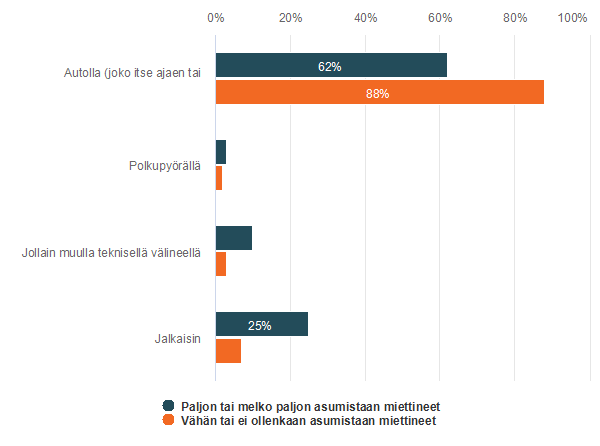 0% 20% 40% 60% 80% 100%
Autolla (joko itse ajaen tai
62%
88%
Polkupyörällä
Jollain muulla teknisellä välineellä
Jalkaisin
25%
Paljon tai melko paljon asumistaan miettineet
Vähän tai ei ollenkaan asumistaan miettineet